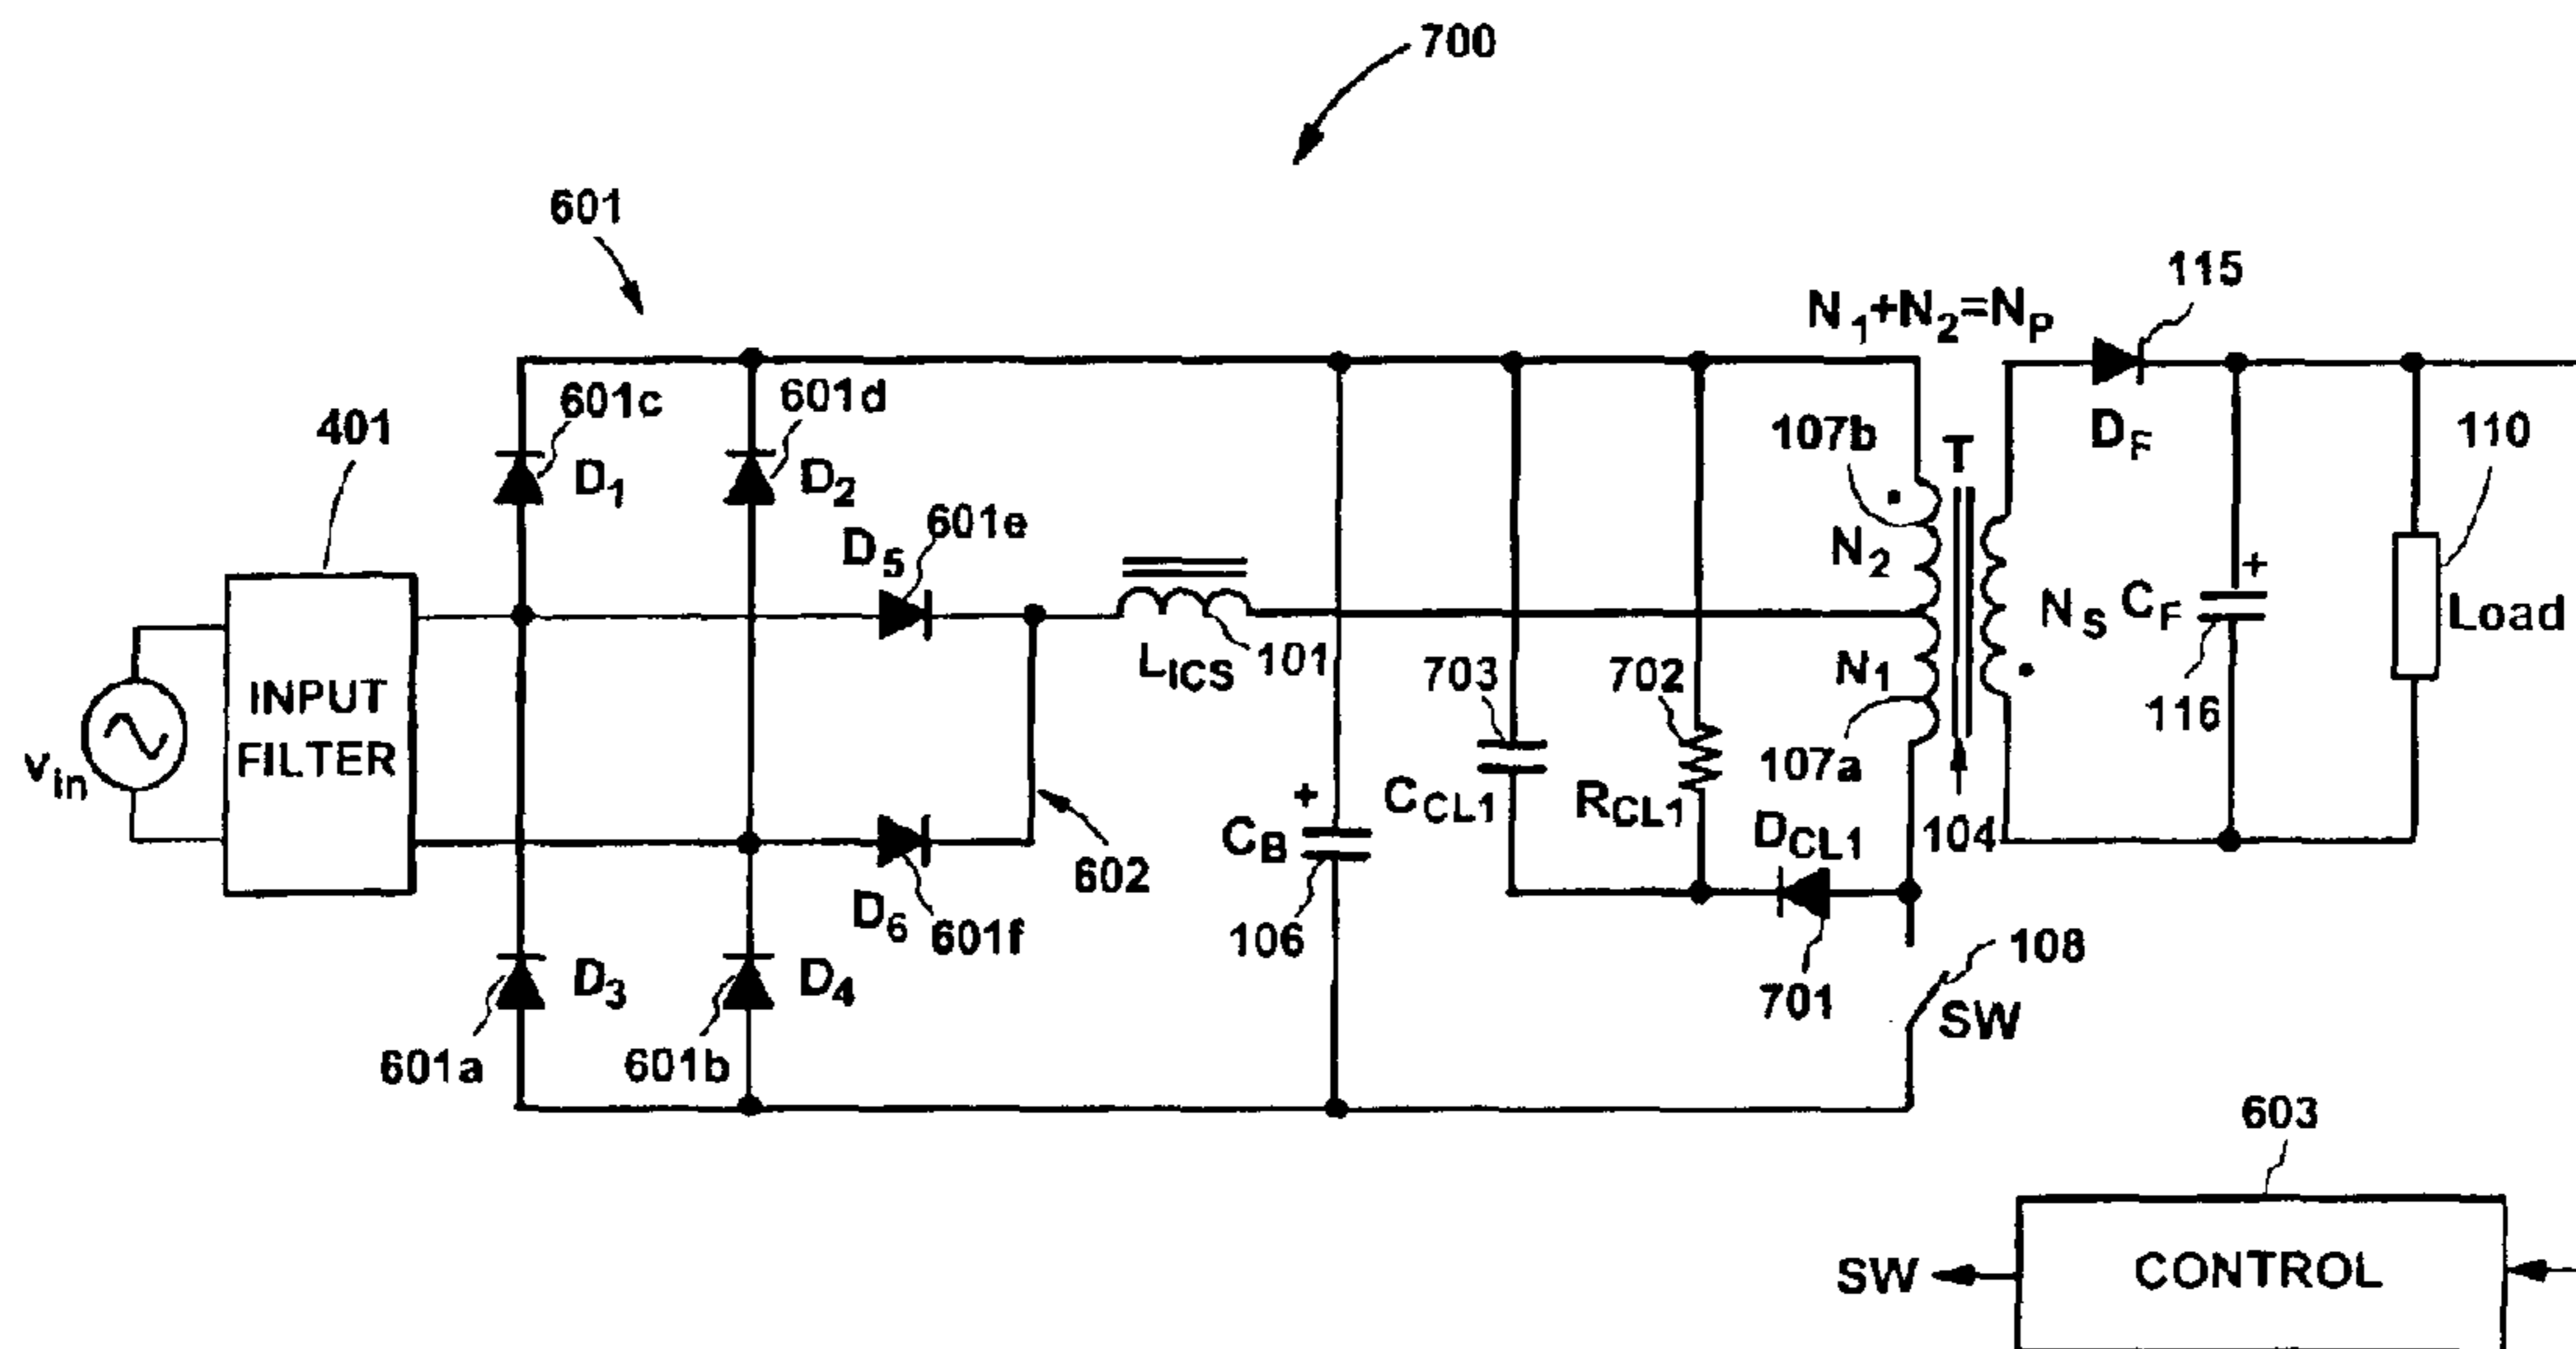 700
601
115
N1+N2=NP
601c
601d
401
107b
T
DF
110
D1
D2
601e
D5
N2
INPUT
FILTER
LICS
101
703
702
N1
NS
CF
+
Load
116
vin
107a
+
CCL1
RCL1
DCL1
104
CB
602
D6
601f
106
108
D3
D4
701
SW
601a
601b
603
SW
CONTROL